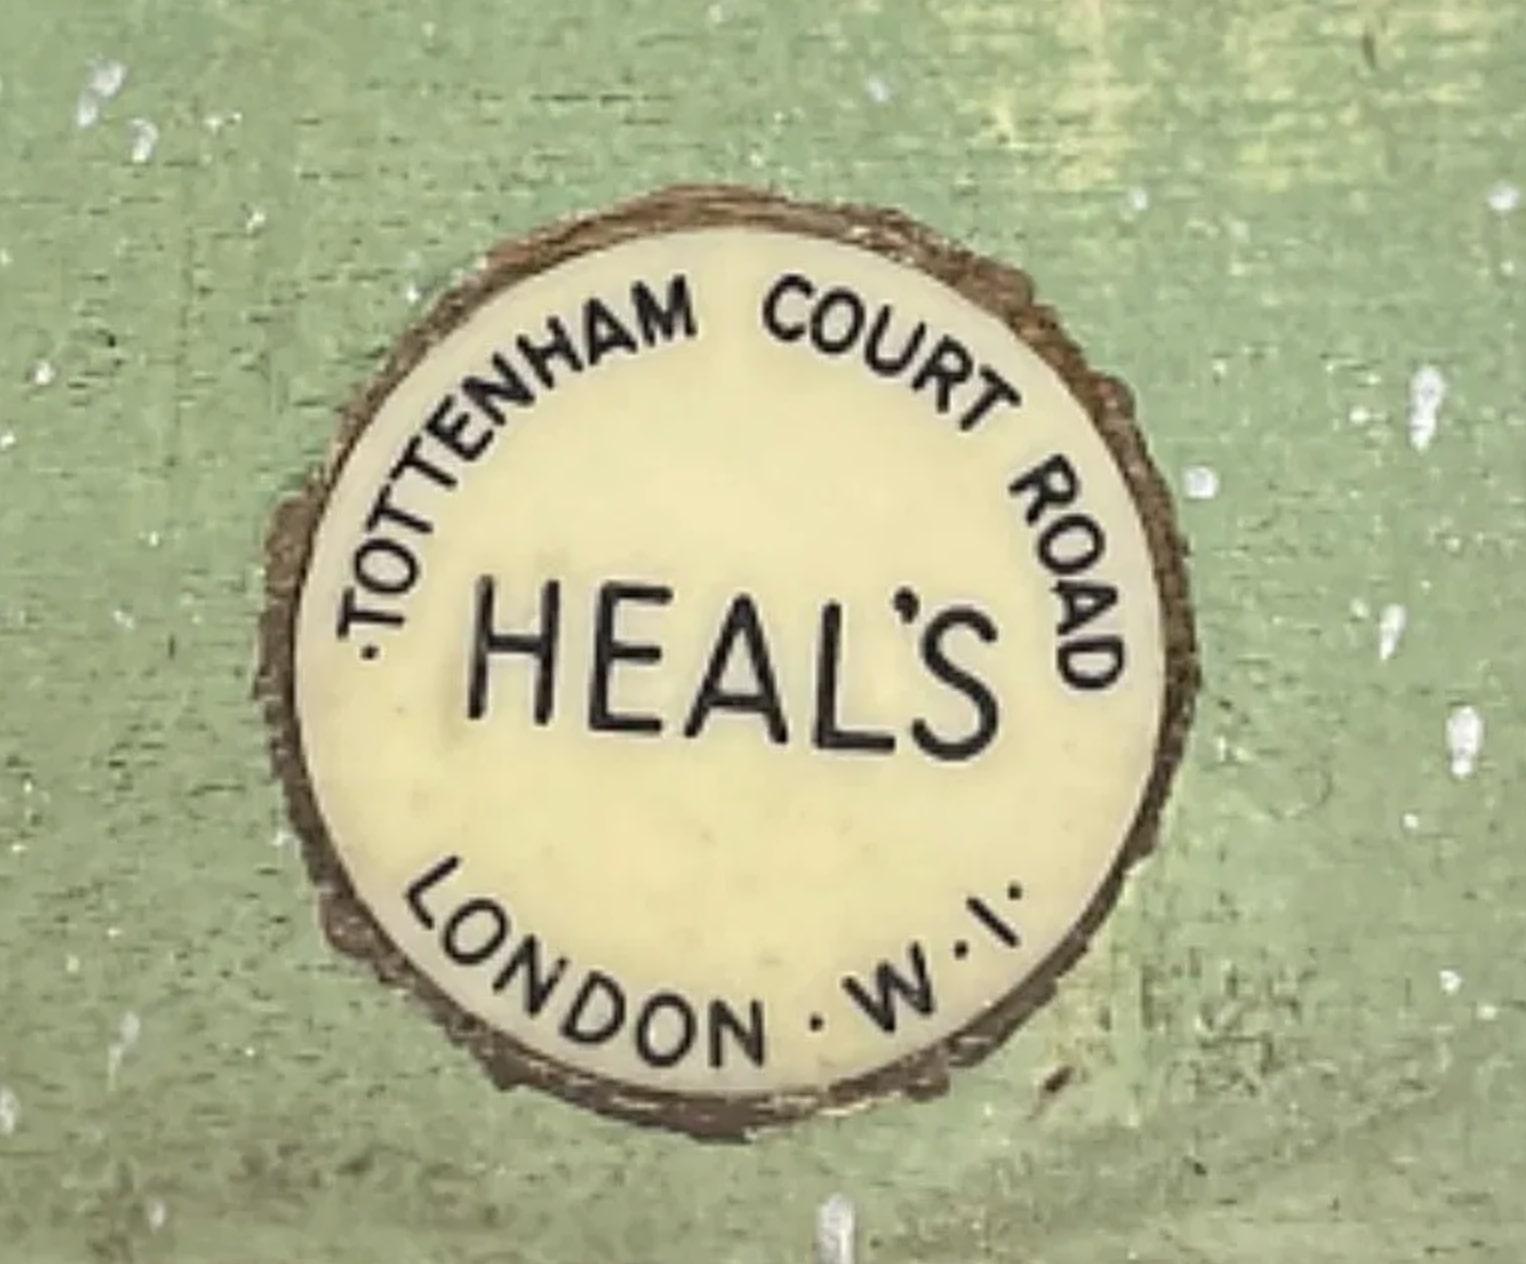 ·TOTTENHAM COURT ROAD
HEAL'S
LONDON · W·I·